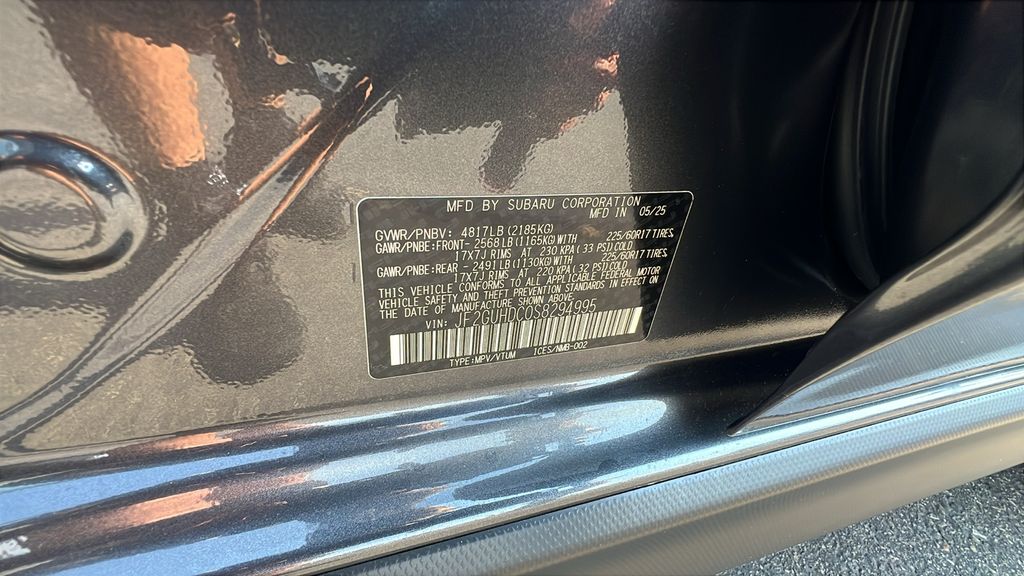 MFD BY SUBARU CORPORATION
MFD IN 05/25
GVWR/PNBV: 4817LB(2185KG)
GAWR/PNBE:FRONT- 2568LB(1165KG)WITH 225/60R17 TIRES,
17X7J RIMS AT 230 KPA(33 PSI)COLD
GAWR/PNBE:REAR - 2491LB(1130KG)WITH 225/60R17 TIRES,
17X7J RIMS AT 220 KPA(32 PSI)COLD
THIS VEHICLE CONFORMS TO ALL APPLICABLE FEDERAL MOTOR
VEHICLE SAFETY AND THEFT PREVENTION STANDARDS IN EFFECT ON
THE DATE OF MANUFACTURE SHOWN ABOVE.
VIN: JF2GUHDC0S8294995
TYPE:MPV/VTUM ICES/NMB-002